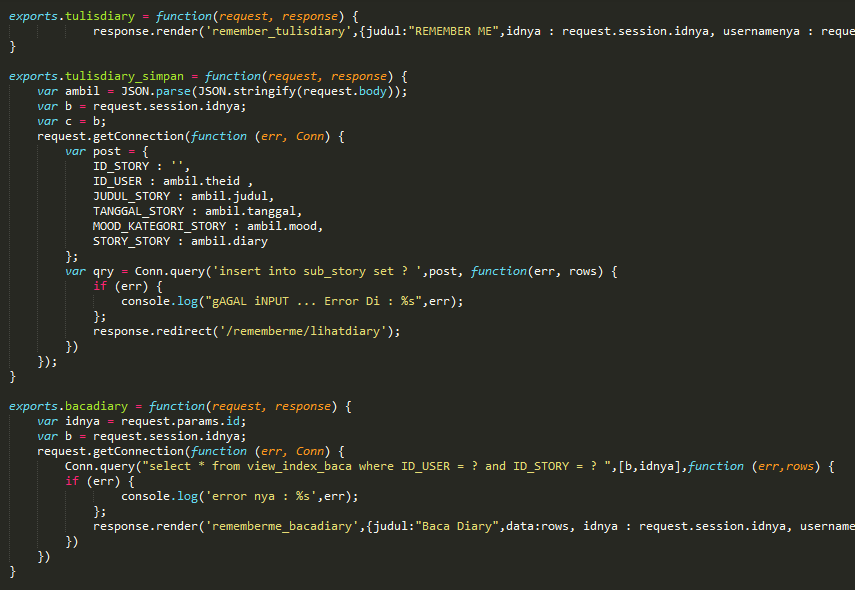 exports.tulisdiary = function(request, response) {
response.render('remember_tulisdiary',{judul:"REMEMBER ME",idnya : request.session.idnya, usernamenya : reque
}
exports.tulisdiary_simpan = function(request, response) {
var ambil = JSON.parse(JSON.stringify(request.body));
var b = request.session.idnya;
var c = b;
request.getConnection(function (err, Conn) {
var post = {
ID_STORY : '',
ID_USER : ambil.theid ,
JUDUL_STORY : ambil.judul,
TANGGAL_STORY : ambil.tanggal,
MOOD_KATEGORI_STORY : ambil.mood,
STORY_STORY : ambil.diary
};
var qry = Conn.query('insert into sub_story set ? ',post, function(err, rows) {
if (err) {
console.log("gAGAL iNPUT ... Error Di : %s",err);
};
response.redirect('/rememberme/lihatdiary');
})
});
}
exports.bacadiary = function(request, response) {
var idnya = request.params.id;
var b = request.session.idnya;
request.getConnection(function (err, Conn) {
Conn.query("select * from view_index_baca where ID_USER = ? and ID_STORY = ? ",[b,idnya],function (err,rows) {
if (err) {
console.log('error nya : %s',err);
};
response.render('rememberme_bacadiary',{judul:"Baca Diary",data:rows, idnya : request.session.idnya, username
})
})
}